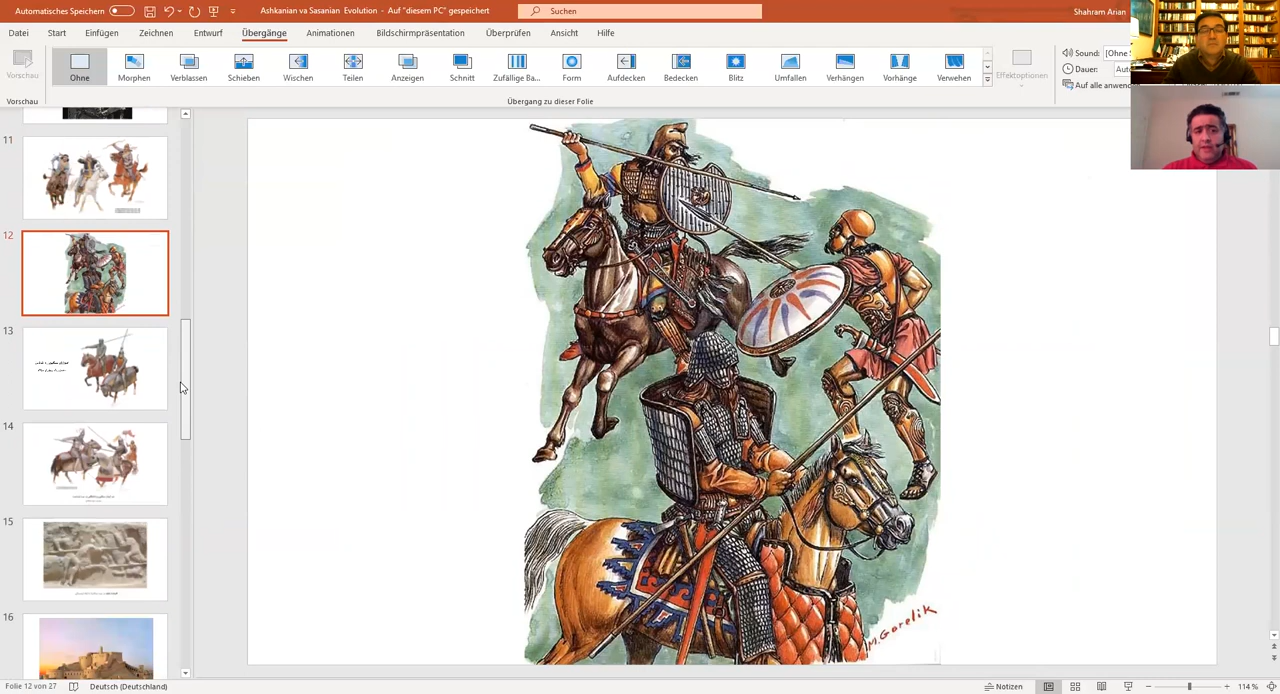 Automatisches Speichern
Ashkanian va Sasanian Evolution - Auf "diesem PC" gespeichert
Suchen
Shahram Arian
Datei
Start
Einfügen
Zeichnen
Entwurf
Übergänge
Animationen
Bildschirmpräsentation
Überprüfen
Ansicht
Hilfe
Vorschau
Ohne
Morphen
Verblassen
Schieben
Wischen
Teilen
Anzeigen
Schnitt
Zufällige Ba...
Form
Aufdecken
Bedecken
Blitz
Umfallen
Verhängen
Vorhänge
Verwehen
Effektoptionen
Sound:
[Ohne
Dauer:
Auf alle anwend
Vorschau
Übergang zu dieser Folie
11
12
13
14
15
16
M. Gorelik
Folie 12 von 27
Deutsch (Deutschland)
Notizen
114 %